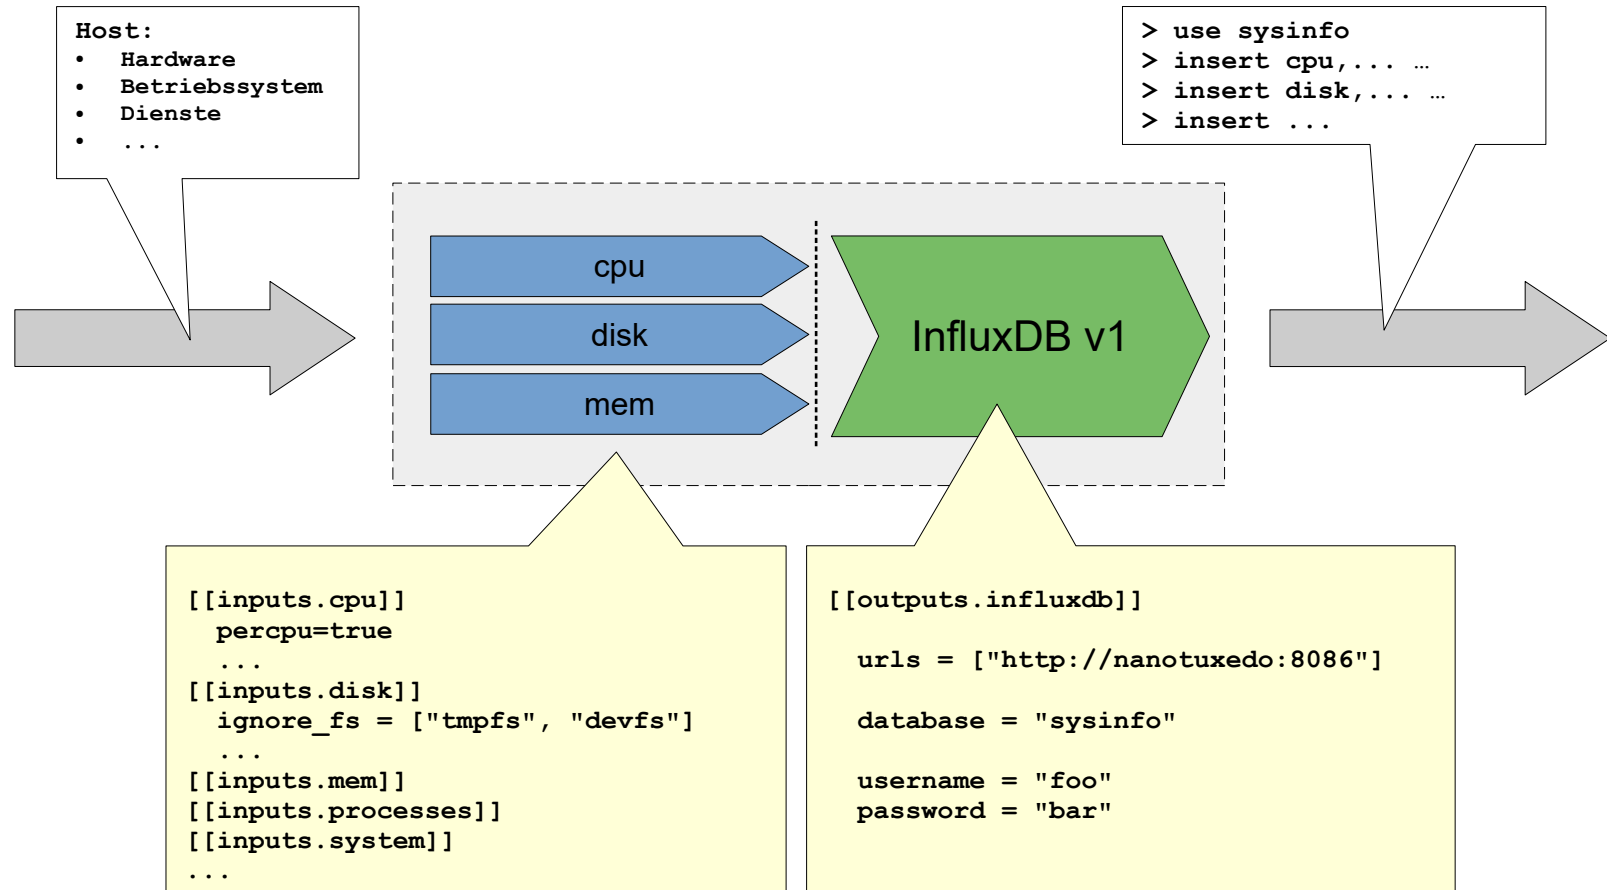 Host:
• Hardware
• Betriebssystem
• Dienste
• ...
> use sysinfo
> insert cpu,... …
> insert disk,... …
> insert ...
cpu
disk
mem
InfluxDB v1
[[inputs.cpu]]
percpu=true
...
[[inputs.disk]]
ignore_fs = ["tmpfs", "devfs"]
...
[[inputs.mem]]
[[inputs.processes]]
[[inputs.system]]
...
[[outputs.influxdb]]
urls = ["http://nanotuxedo:8086"]
database = "sysinfo"
username = "foo"
password = "bar"